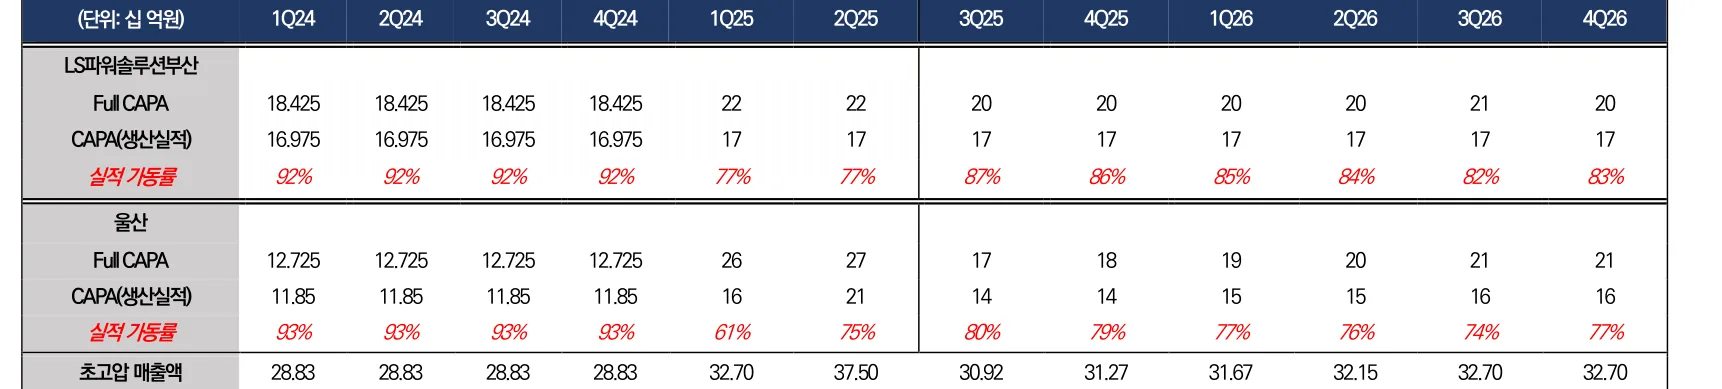 (단위: 십 억원) 1Q24 2Q24 3Q24 4Q24 1Q25 2Q25 3Q25 4Q25 1Q26 2Q26 3Q26 4Q26
LS파워솔루션부산
Full CAPA 18.425 18.425 18.425 18.425 22 22 20 20 20 20 21 20
CAPA(생산실적) 16.975 16.975 16.975 16.975 17 17 17 17 17 17 17 17
실적 가동률 92% 92% 92% 92% 77% 77% 87% 86% 85% 84% 82% 83%
울산
Full CAPA 12.725 12.725 12.725 12.725 26 27 17 18 19 20 21 21
CAPA(생산실적) 11.85 11.85 11.85 11.85 16 21 14 14 15 15 16 16
실적 가동률 93% 93% 93% 93% 61% 75% 80% 79% 77% 76% 74% 77%
초고압 매출액 28.83 28.83 28.83 28.83 32.70 37.50 30.92 31.27 31.67 32.15 32.70 32.70